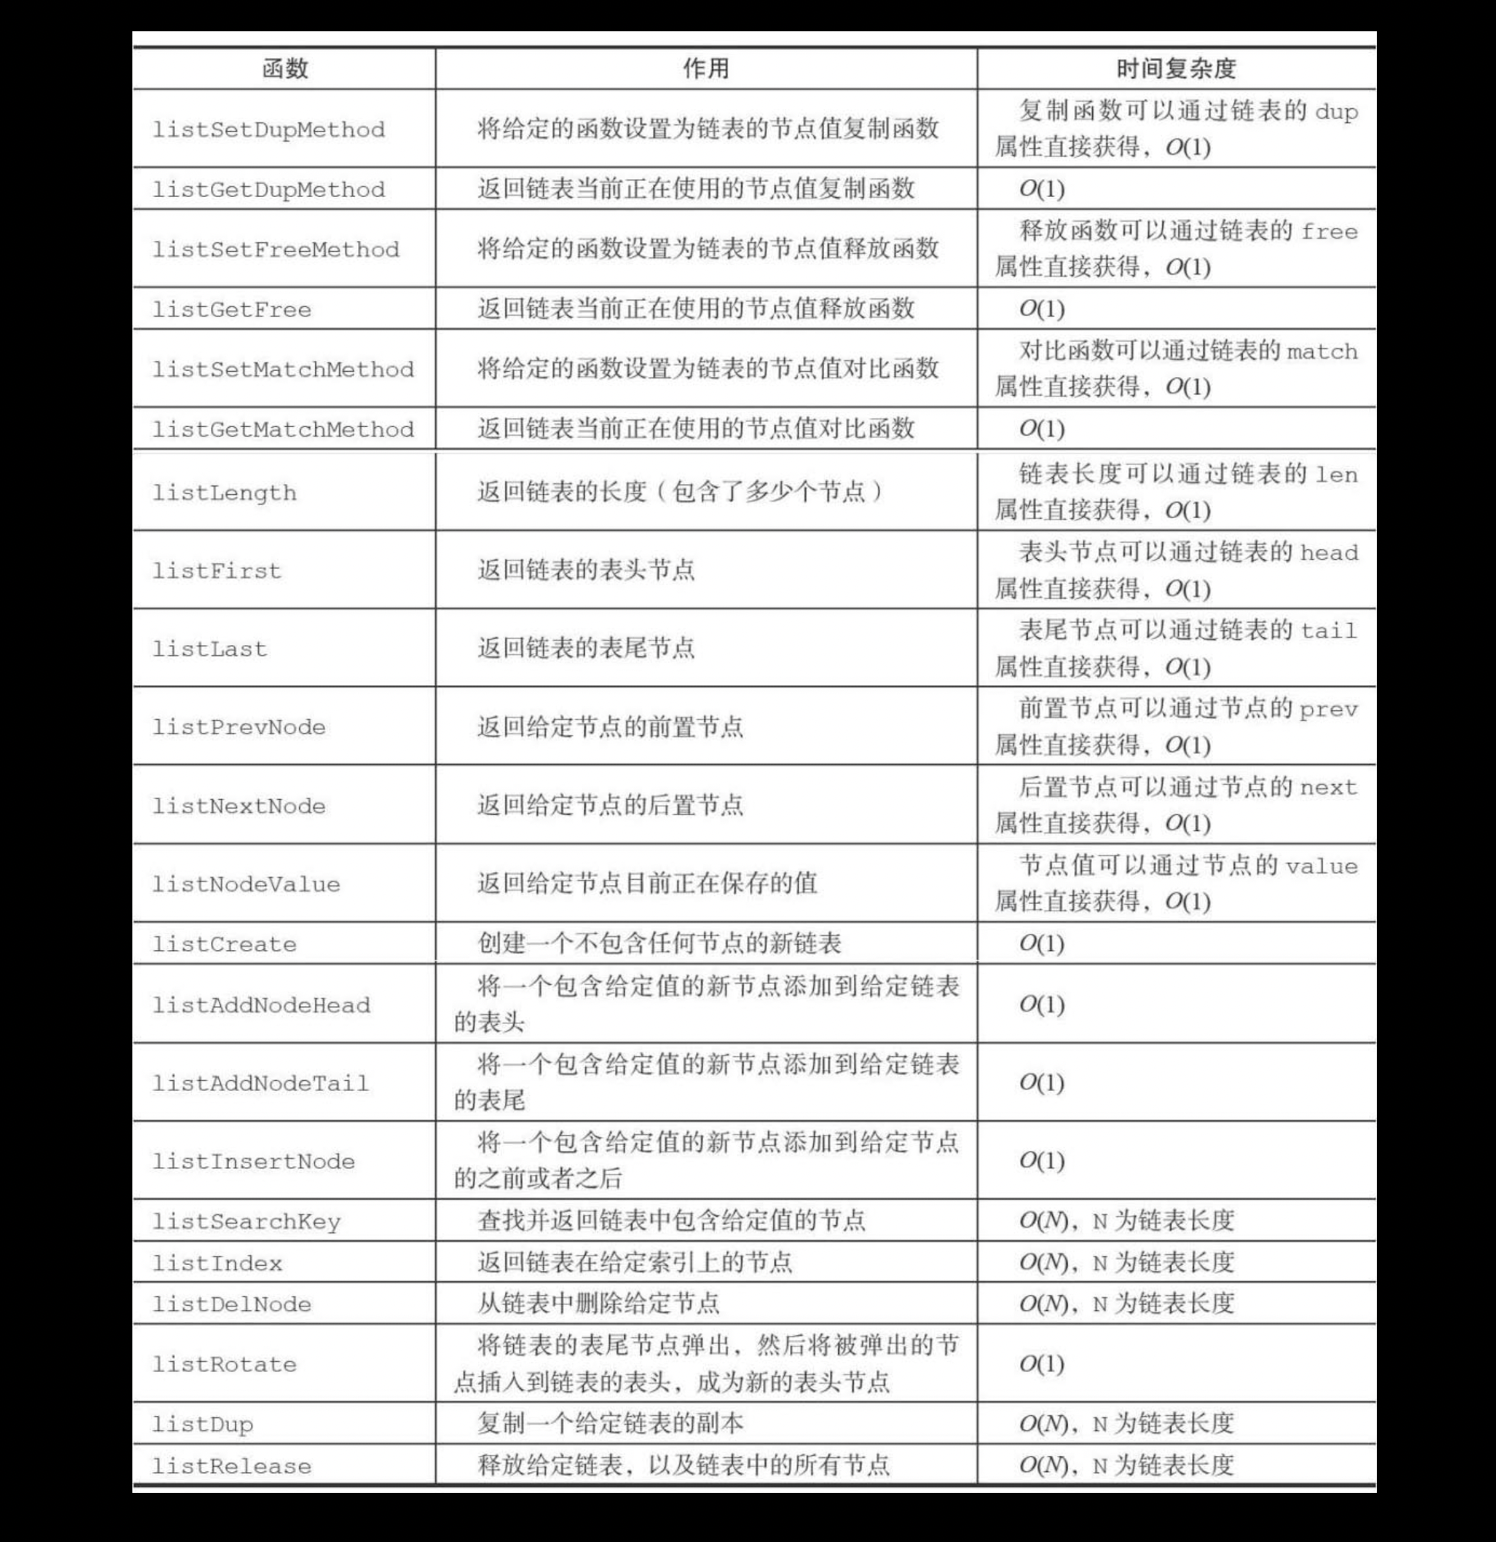 函数 作用 时间复杂度
listSetDupMethod 将给定的函数设置为链表的节点值复制函数 复制函数可以通过链表的 dup
属性直接获得，O(1)
listGetDupMethod 返回链表当前正在使用的节点值复制函数 O(1)
listSetFreeMethod 将给定的函数设置为链表的节点值释放函数 释放函数可以通过链表的 free
属性直接获得，O(1)
listGetFree 返回链表当前正在使用的节点值释放函数 O(1)
listSetMatchMethod 将给定的函数设置为链表的节点值对比函数 对比函数可以通过链表的 match
属性直接获得，O(1)
listGetMatchMethod 返回链表当前正在使用的节点值对比函数 O(1)
listLength 返回链表的长度（包含了多少个节点） 链表长度可以通过链表的 len
属性直接获得，O(1)
listFirst 返回链表的表头节点 表头节点可以通过链表的 head
属性直接获得，O(1)
listLast 返回链表的表尾节点 表尾节点可以通过链表的 tail
属性直接获得，O(1)
listPrevNode 返回给定节点的前置节点 前置节点可以通过节点的 prev
属性直接获得，O(1)
listNextNode 返回给定节点的后置节点 后置节点可以通过节点的 next
属性直接获得，O(1)
listNodeValue 返回给定节点目前正在保存的值 节点值可以通过节点的 value
属性直接获得，O(1)
listCreate 创建一个不包含任何节点的新链表 O(1)
listAddNodeHead 将一个包含给定值的新节点添加到给定链表
的表头 O(1)
listAddNodeTail 将一个包含给定值的新节点添加到给定链表
的表尾 O(1)
listInsertNode 将一个包含给定值的新节点添加到给定节点
的之前或者之后 O(1)
listSearchKey 查找并返回链表中包含给定值的节点 O(N)，N 为链表长度
listIndex 返回链表在给定索引上的节点 O(N)，N 为链表长度
listDelNode 从链表中删除给定节点 O(N)，N 为链表长度
listRotate 将链表的表尾节点弹出，然后将被弹出的节
点插入到链表的表头，成为新的表头节点 O(1)
listDup 复制一个给定链表的副本 O(N)，N 为链表长度
listRelease 释放给定链表，以及链表中的所有节点 O(N)，N 为链表长度